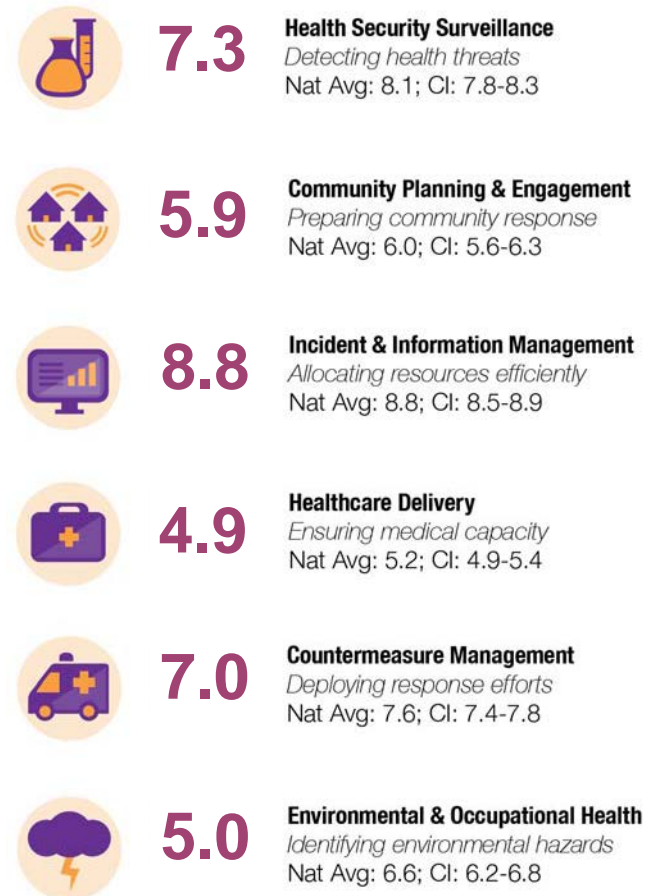 7.3
Health Security Surveillance
Detecting health threats
Nat Avg: 8.1; CI: 7.8-8.3
5.9
Community Planning & Engagement
Preparing community response
Nat Avg: 6.0; CI: 5.6-6.3
8.8
Incident & Information Management
Allocating resources efficiently
Nat Avg: 8.8; CI: 8.5-8.9
4.9
Healthcare Delivery
Ensuring medical capacity
Nat Avg: 5.2; CI: 4.9-5.4
7.0
Countermeasure Management
Deploying response efforts
Nat Avg: 7.6; CI: 7.4-7.8
5.0
Environmental & Occupational Health
Identifying environmental hazards
Nat Avg: 6.6; CI: 6.2-6.8